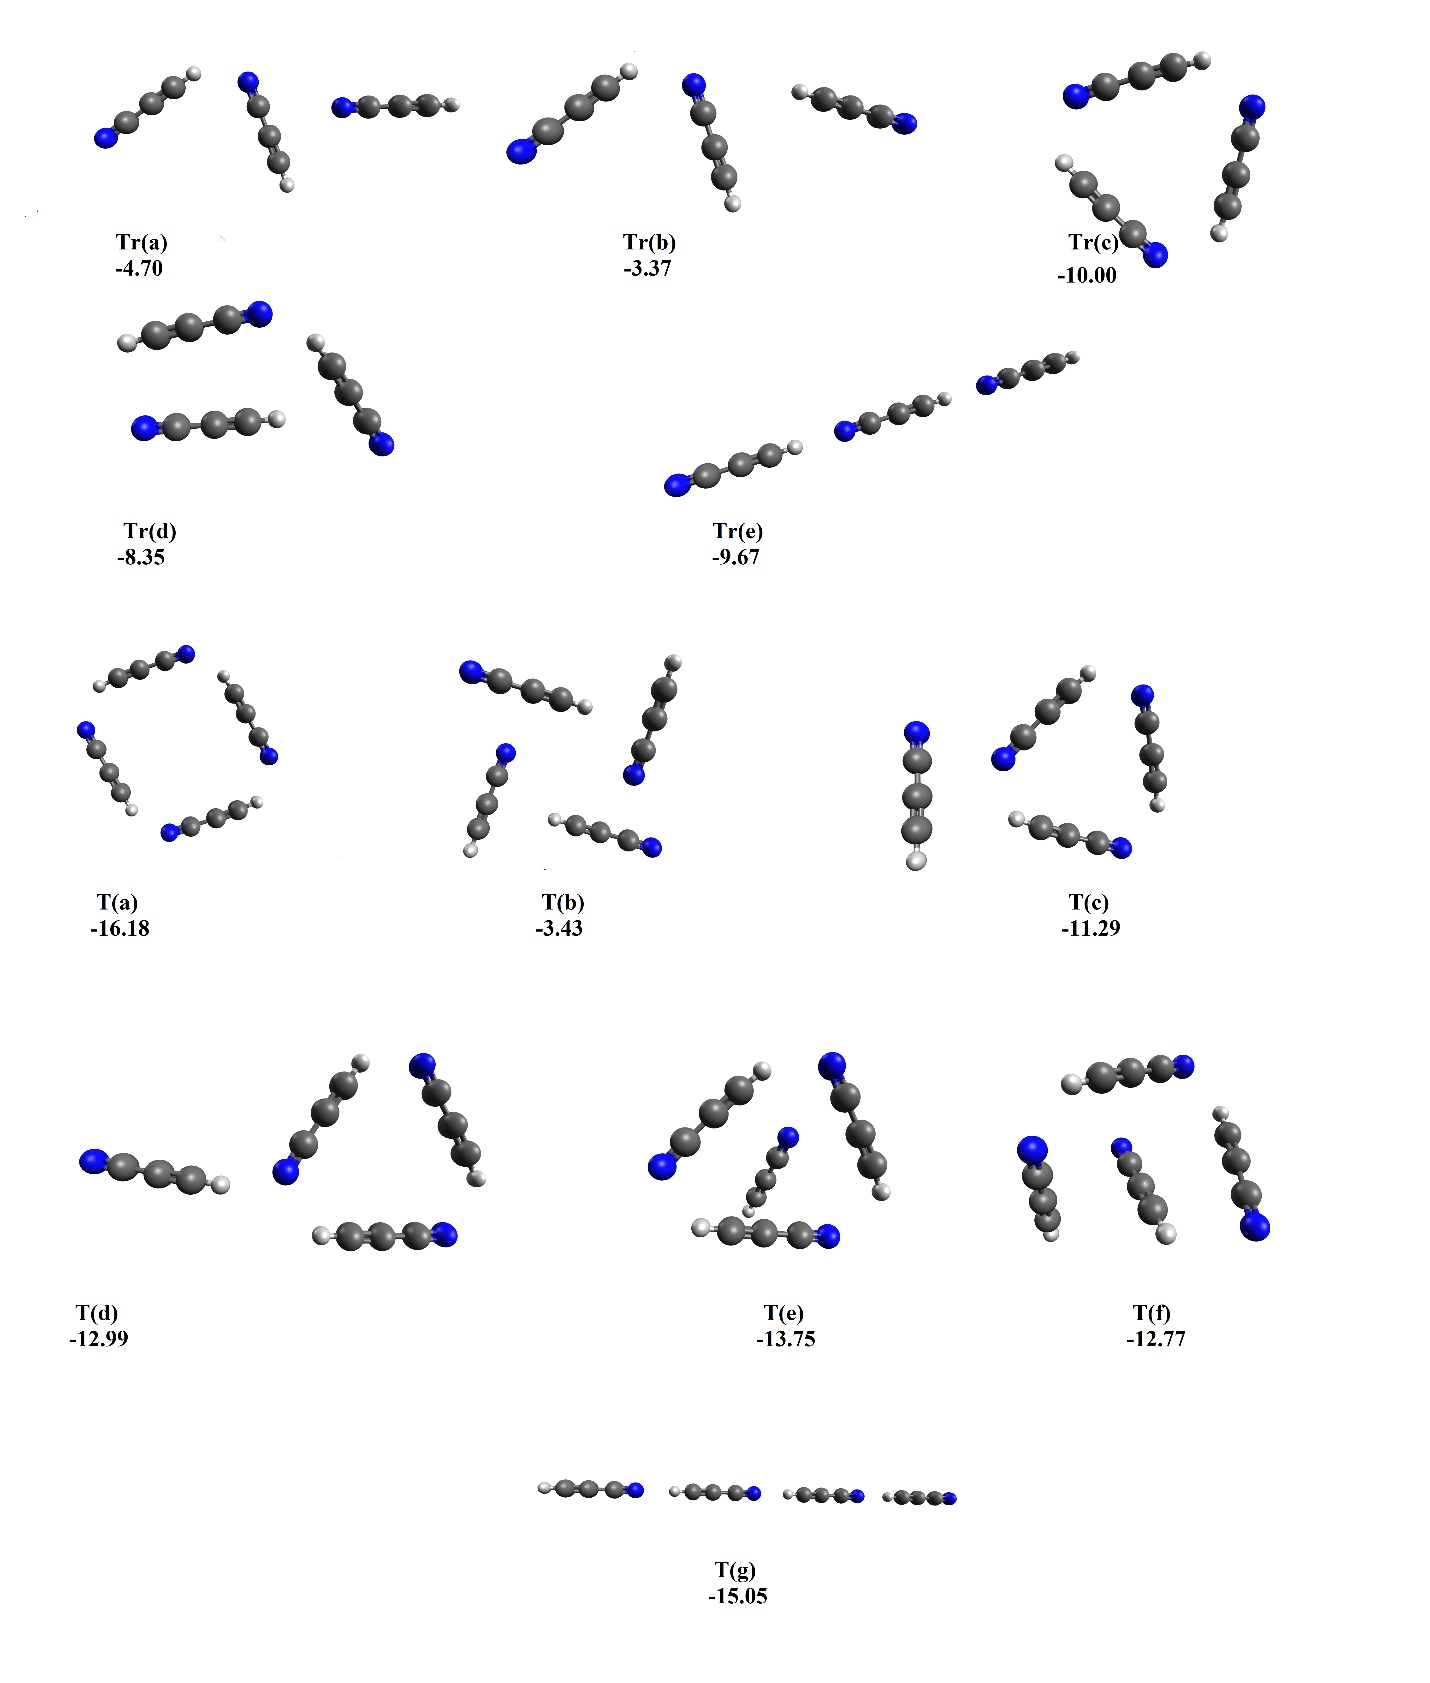 Tr(a)
-4.70
Tr(b)
-3.37
Tr(c)
-10.00
Tr(d)
-8.35
Tr(e)
-9.67
T(a)
-16.18
T(b)
-3.43
T(c)
-11.29
T(d)
-12.99
T(e)
-13.75
T(f)
-12.77
T(g)
-15.05